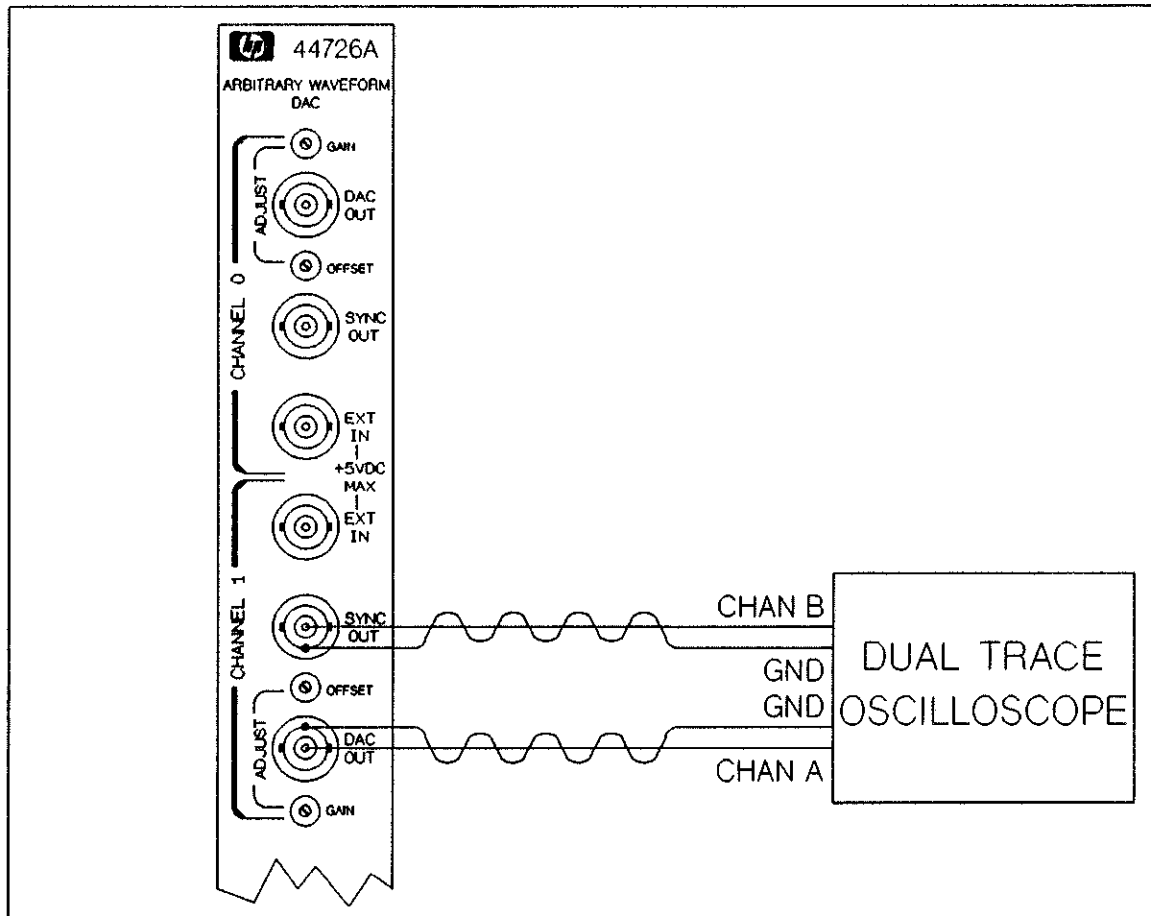 hp 44726A
ARBITRARY WAVEFORM
DAC
CHANNEL 0
ADJUST
GAIN
DAC
OUT
OFFSET
SYNC
OUT
EXT
IN
+5VDC
MAX
EXT
IN
CHANNEL 1
SYNC
OUT
ADJUST
OFFSET
DAC
OUT
GAIN
CHAN B
GND
GND
CHAN A
DUAL TRACE
OSCILLOSCOPE